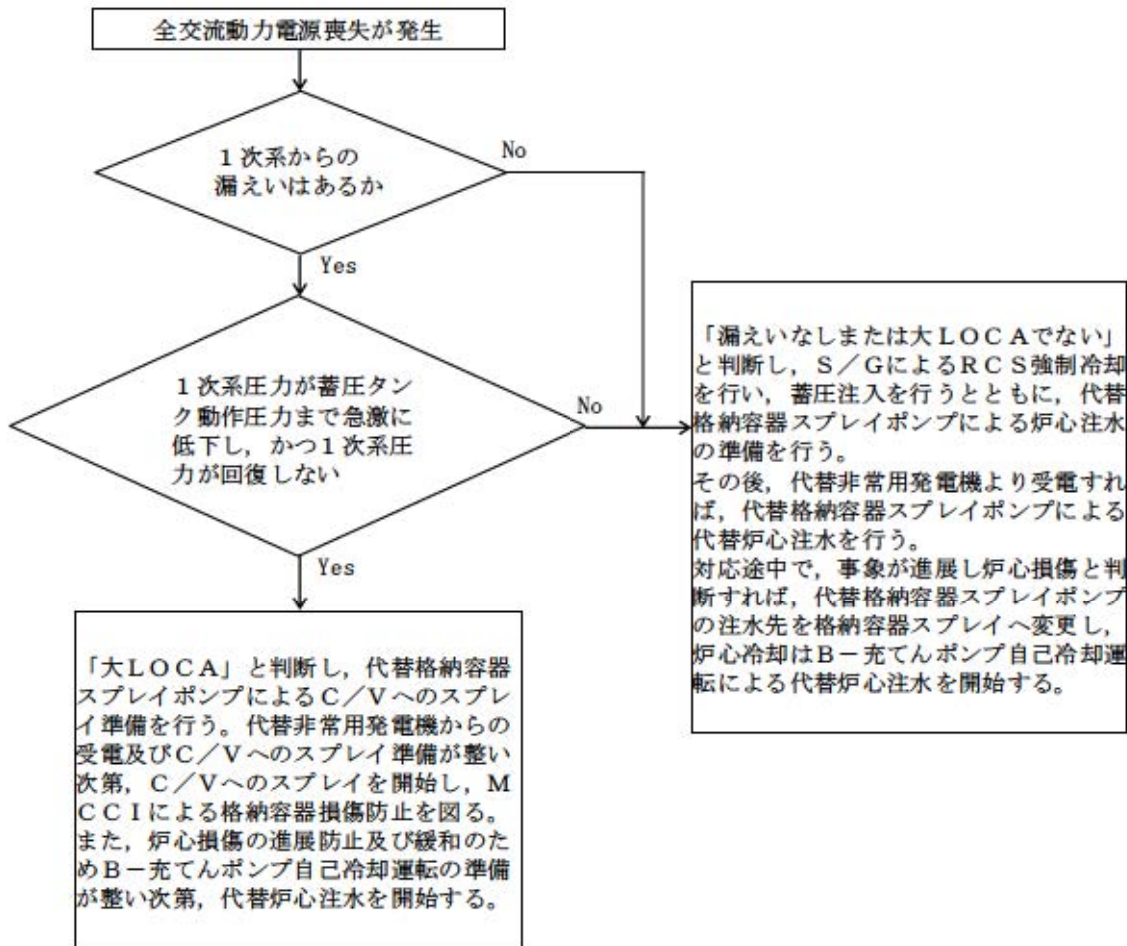 全交流動力電源喪失が発生
１次系からの
漏えいはあるか
No
Yes
１次系圧力が蓄圧タン
ク動作圧力まで急激に
低下し，かつ１次系圧
力が回復しない
No
Yes
「漏えいなしまたは大ＬＯＣＡでない」
と判断し，Ｓ／ＧによるＲＣＳ強制冷却
を行い，蓄圧注入を行うとともに，代替
格納容器スプレイポンプによる炉心注水
の準備を行う。
その後，代替非常用発電機より受電すれ
ば，代替格納容器スプレイポンプによる
代替炉心注水を行う。
対応途中で，事象が進展し炉心損傷と判
断すれば，代替格納容器スプレイポンプ
の注水先を格納容器スプレイへ変更し，
炉心冷却はＢ－充てんポンプ自己冷却運
転による代替炉心注水を開始する。
「大ＬＯＣＡ」と判断し，代替格納容器
スプレイポンプによるＣ／Ｖへのスプレ
イ準備を行う。代替非常用発電機からの
受電及びＣ／Ｖへのスプレイ準備が整い
次第，Ｃ／Ｖへのスプレイを開始し，Ｍ
ＣＣＩによる格納容器損傷防止を図る。
また，炉心損傷の進展防止及び緩和のた
めＢ－充てんポンプ自己冷却運転の準備
が整い次第，代替炉心注水を開始する。